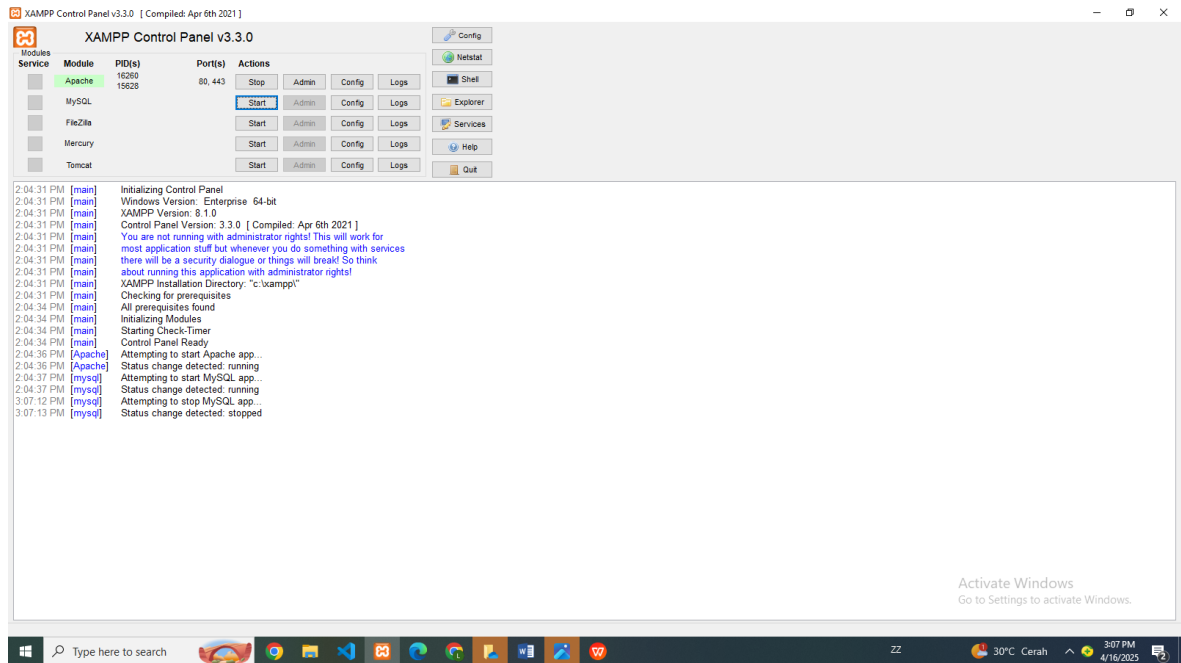 XAMPP Control Panel v3.3.0 [ Compiled: Apr 6th 2021 ]
XAMPP Control Panel v3.3.0
Config
Modules
Service Module PID(s) Port(s) Actions
Netstat
Apache 16260 15628 80, 443 Stop Admin Config Logs
Shell
MySQL Start Admin Config Logs
Explorer
FileZilla Start Admin Config Logs
Services
Mercury Start Admin Config Logs
Help
Tomcat Start Admin Config Logs
Quit
2:04:31 PM [main] Initializing Control Panel
2:04:31 PM [main] Windows Version: Enterprise 64-bit
2:04:31 PM [main] XAMPP Version: 8.1.0
2:04:31 PM [main] Control Panel Version: 3.3.0 [ Compiled: Apr 6th 2021 ]
2:04:31 PM [main] You are not running with administrator rights! This will work for
2:04:31 PM [main] most application stuff but whenever you do something with services
2:04:31 PM [main] there will be a security dialogue or things will break! So think
2:04:31 PM [main] about running this application with administrator rights!
2:04:31 PM [main] XAMPP Installation Directory: "c:\xampp\"
2:04:31 PM [main] Checking for prerequisites
2:04:34 PM [main] All prerequisites found
2:04:34 PM [main] Initializing Modules
2:04:34 PM [main] Starting Check-Timer
2:04:34 PM [main] Control Panel Ready
2:04:36 PM [Apache] Attempting to start Apache app...
2:04:36 PM [Apache] Status change detected: running
2:04:37 PM [mysql] Attempting to start MySQL app...
2:04:37 PM [mysql] Status change detected: running
3:07:12 PM [mysql] Attempting to stop MySQL app...
3:07:13 PM [mysql] Status change detected: stopped
Activate Windows
Go to Settings to activate Windows.
Type here to search
ZZ
30°C Cerah
3:07 PM
4/16/2025
2